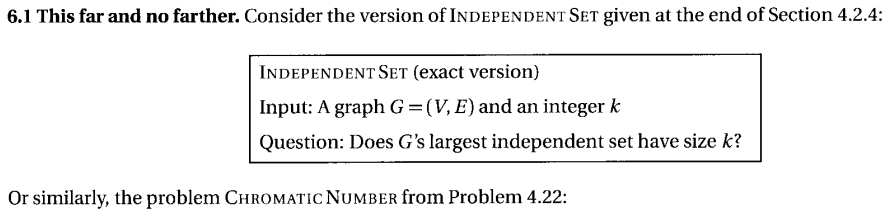 6.1 This far and no farther. Consider the version of INDEPENDENT SET given at the end of Section 4.2.4:
INDEPENDENT SET (exact version)
Input: A graph G = (V, E) and an integer k
Question: Does G's largest independent set have size k?
Or similarly, the problem CHROMATIC NUMBER from Problem 4.22: